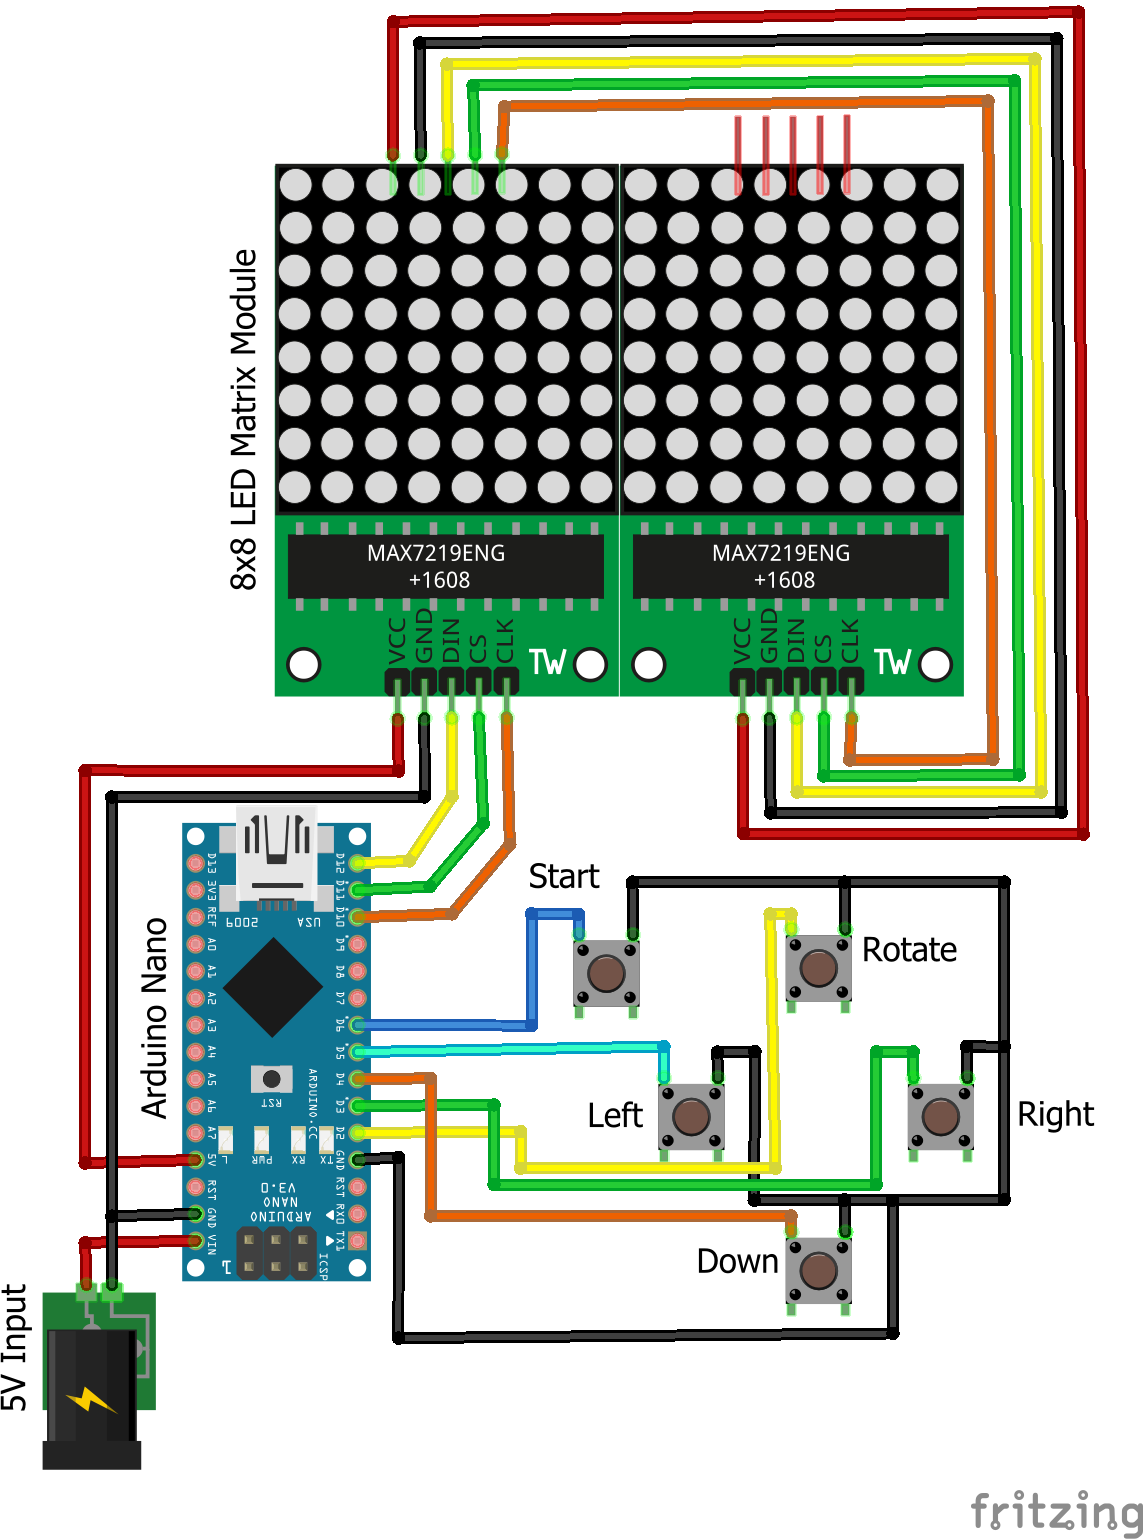 8x8 LED Matrix Module
MAX7219ENG
+1608
MAX7219ENG
+1608
VCC
GND
DIN
CS
CLK
TW
VCC
GND
DIN
CS
CLK
TW
Arduino Nano
D13
3V3
REF
A0
A1
A2
A3
A4
A5
A6
A7
5V
RST
GND
VIN
D12
D11
D10
D9
D8
D7
D6
D5
D4
D3
D2
GND
RST
RX0
TX1
6005
USA
RST
ARDUINO.CC
L
PWR
RX
TX
V3.0
NANO
ARDUINO
1
ICSP
Start
Rotate
Left
Right
Down
5V Input
fritzing